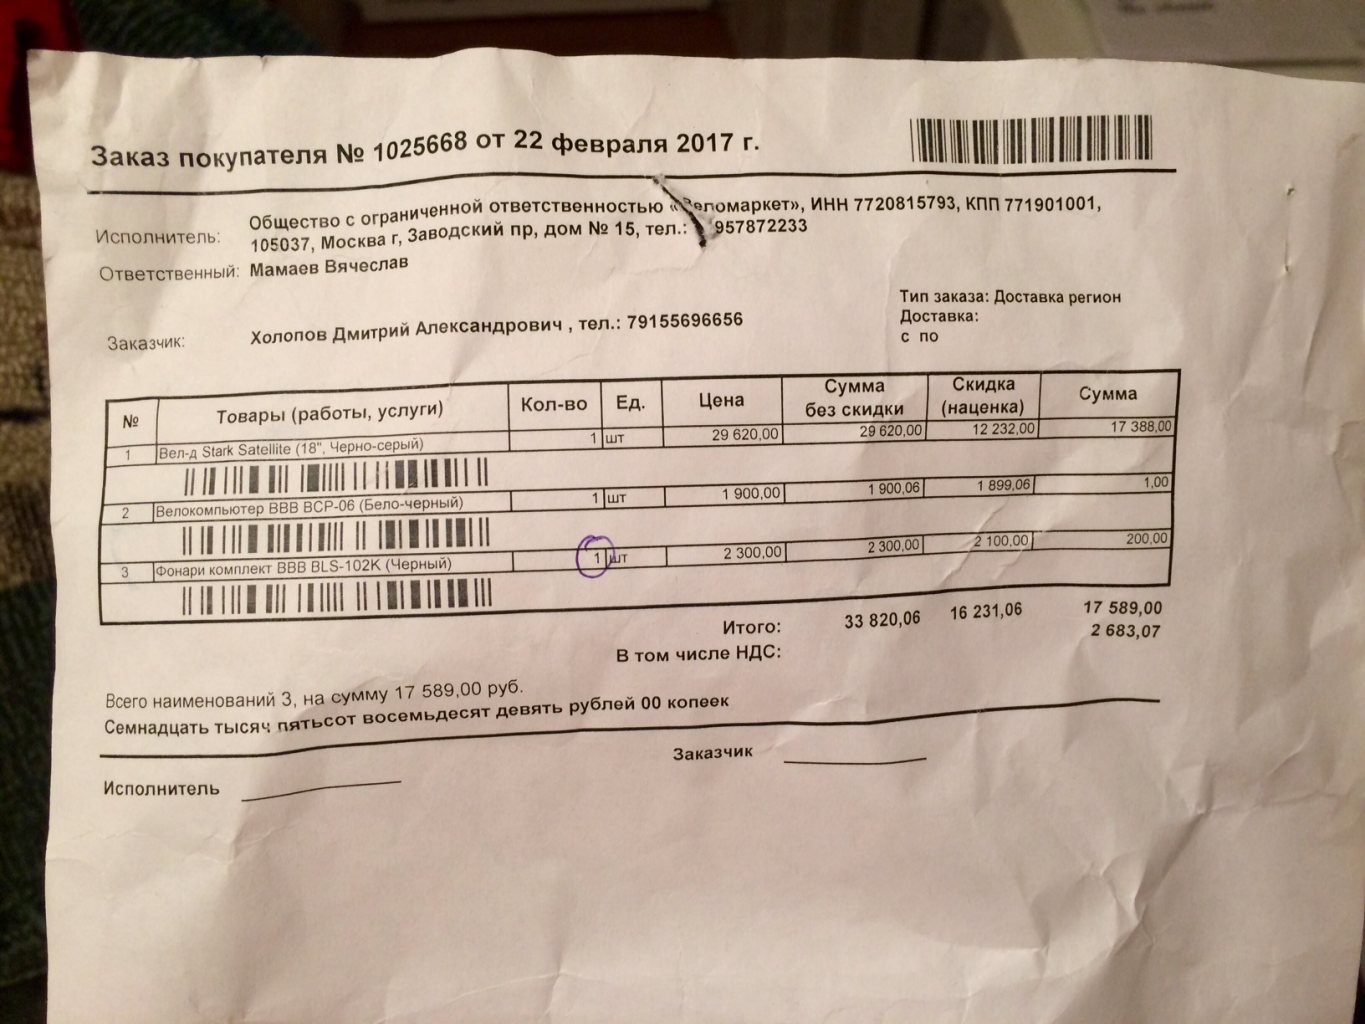 Заказ покупателя № 1025668 от 22 февраля 2017 г.
Исполнитель: Общество с ограниченной ответственностью «Веломаркет», ИНН 7720815793, КПП 771901001,
105037, Москва г, Заводский пр, дом № 15, тел.: 957872233
Ответственный: Мамаев Вячеслав
Тип заказа: Доставка регион
Доставка:
с по
Заказчик: Холопов Дмитрий Александрович , тел.: 79155696656
№ Товары (работы, услуги) Кол-во Ед. Цена Сумма без скидки Скидка (наценка) Сумма
1 Вел-д Stark Satellite (18", Черно-серый) 1 шт 29 620,00 29 620,00 12 232,00 17 388,00
2 Велокомпьютер BBB BCP-06 (Бело-черный) 1 шт 1 900,00 1 900,06 1 899,06 1,00
3 Фонари комплект BBB BLS-102K (Черный) 1 шт 2 300,00 2 300,00 2 100,00 200,00
Итого: 33 820,06 16 231,06 17 589,00
В том числе НДС: 2 683,07
Всего наименований 3, на сумму 17 589,00 руб.
Семнадцать тысяч пятьсот восемьдесят девять рублей 00 копеек
Исполнитель Заказчик